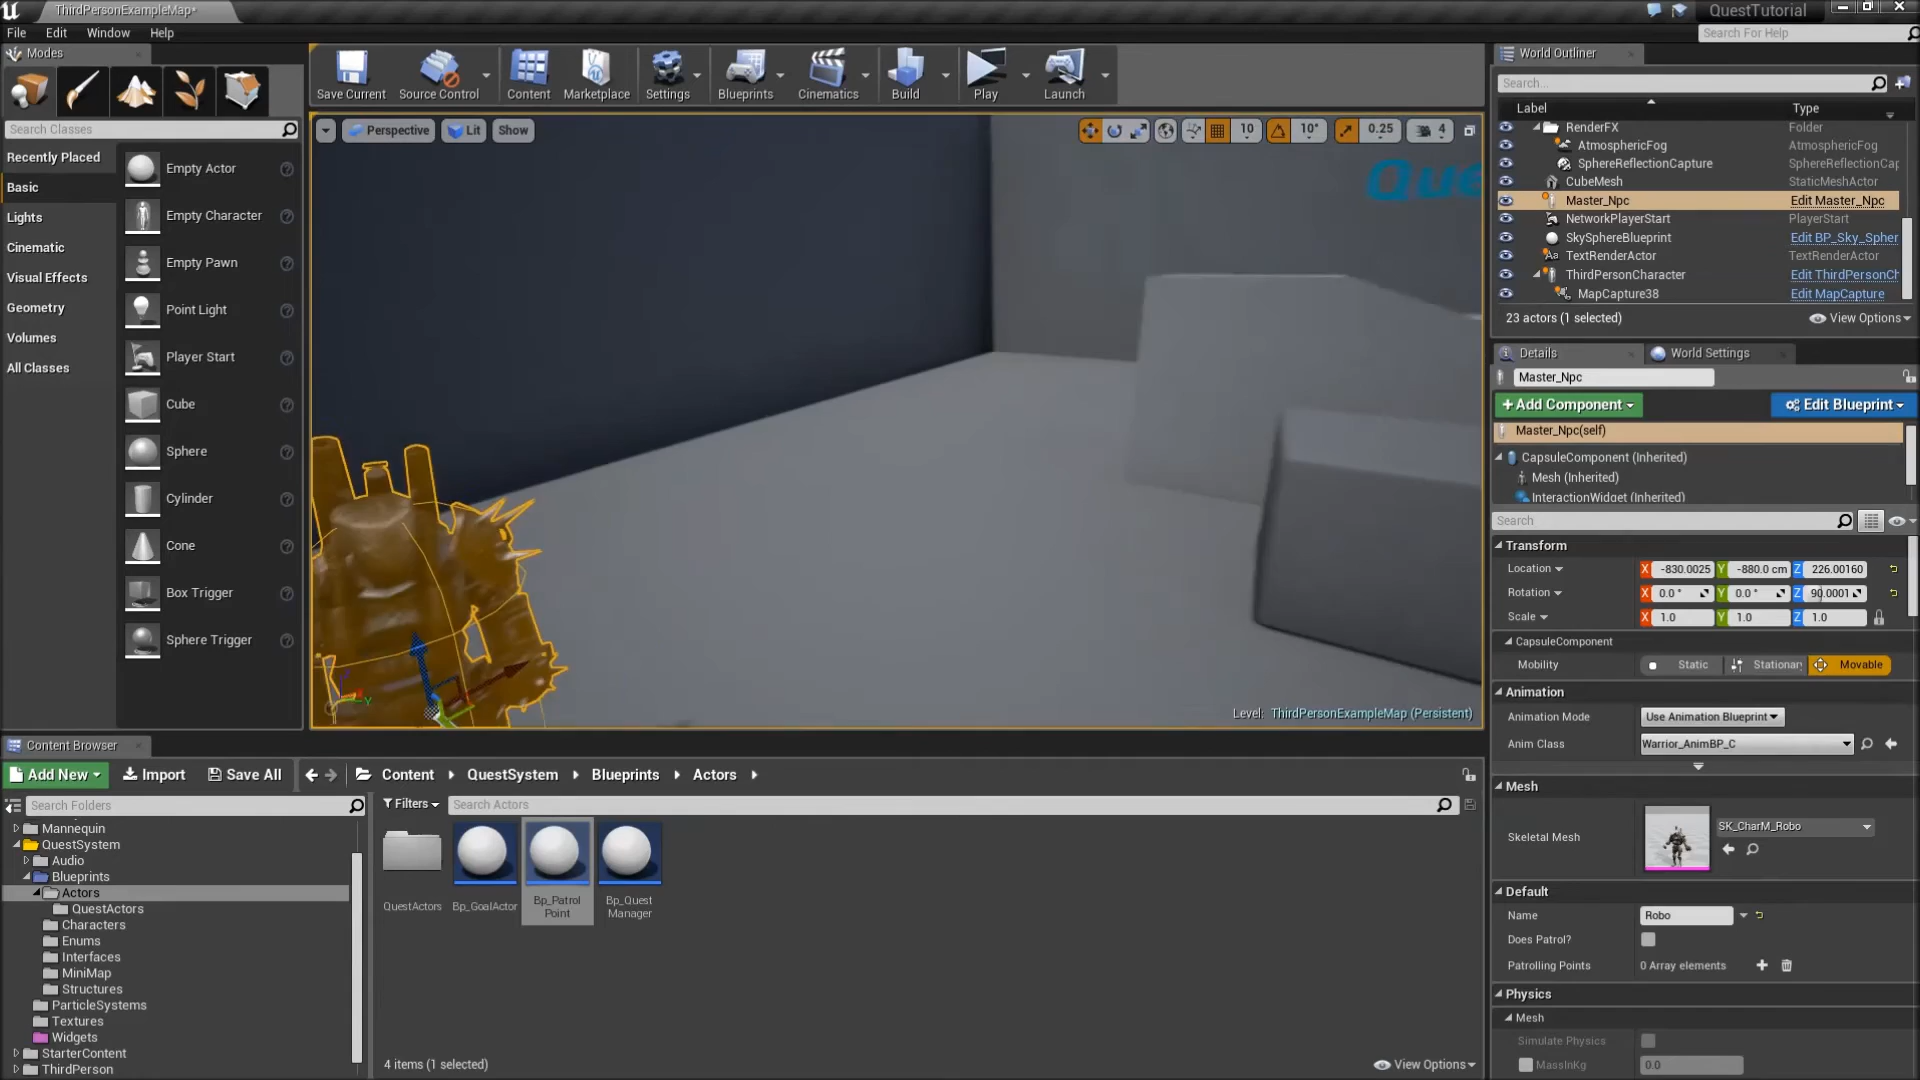 ThirdPersonExampleMap*
QuestTutorial
File Edit Window Help
Search For Help
Modes
Search Classes
Recently Placed
Basic
Lights
Cinematic
Visual Effects
Geometry
Volumes
All Classes
Empty Actor
Empty Character
Empty Pawn
Point Light
Player Start
Cube
Sphere
Cylinder
Cone
Box Trigger
Sphere Trigger
Save Current Source Control Content Marketplace Settings Blueprints Cinematics Build Play Launch
Perspective Lit Show
10 10° 0.25 4
Que
Level: ThirdPersonExampleMap (Persistent)
World Outliner
Search...
Label Type
RenderFX Folder
AtmosphericFog AtmosphericFog
SphereReflectionCapture SphereReflectionCap
CubeMesh StaticMeshActor
Master_Npc Edit Master_Npc
NetworkPlayerStart PlayerStart
SkySphereBlueprint Edit BP_Sky_Spher
TextRenderActor TextRenderActor
ThirdPersonCharacter Edit ThirdPersonCh
MapCapture38 Edit MapCapture
23 actors (1 selected) View Options
Details World Settings
Master_Npc
+Add Component Edit Blueprint
Master_Npc(self)
CapsuleComponent (Inherited)
Mesh (Inherited)
InteractionWidget (Inherited)
Search
Transform
Location X -830.0025 Y -880.0 cm Z 226.00160
Rotation X 0.0 ° Y 0.0 ° Z 90.0001
Scale X 1.0 Y 1.0 Z 1.0
CapsuleComponent
Mobility Static Stationary Movable
Animation
Animation Mode Use Animation Blueprint
Anim Class Warrior_AnimBP_C
Mesh
Skeletal Mesh SK_CharM_Robo
Default
Name Robo
Does Patrol?
Patrolling Points 0 Array elements
Physics
Mesh
Simulate Physics
MassInKg 0.0
Content Browser
Add New Import Save All Content QuestSystem Blueprints Actors
Search Folders
Filters Search Actors
Mannequin
QuestSystem
Audio
Blueprints
Actors
QuestActors
Characters
Enums
Interfaces
MiniMap
Structures
ParticleSystems
Textures
Widgets
StarterContent
ThirdPerson
QuestActors
Bp_GoalActor
Bp_Patrol
Point
Bp_Quest
Manager
4 items (1 selected) View Options